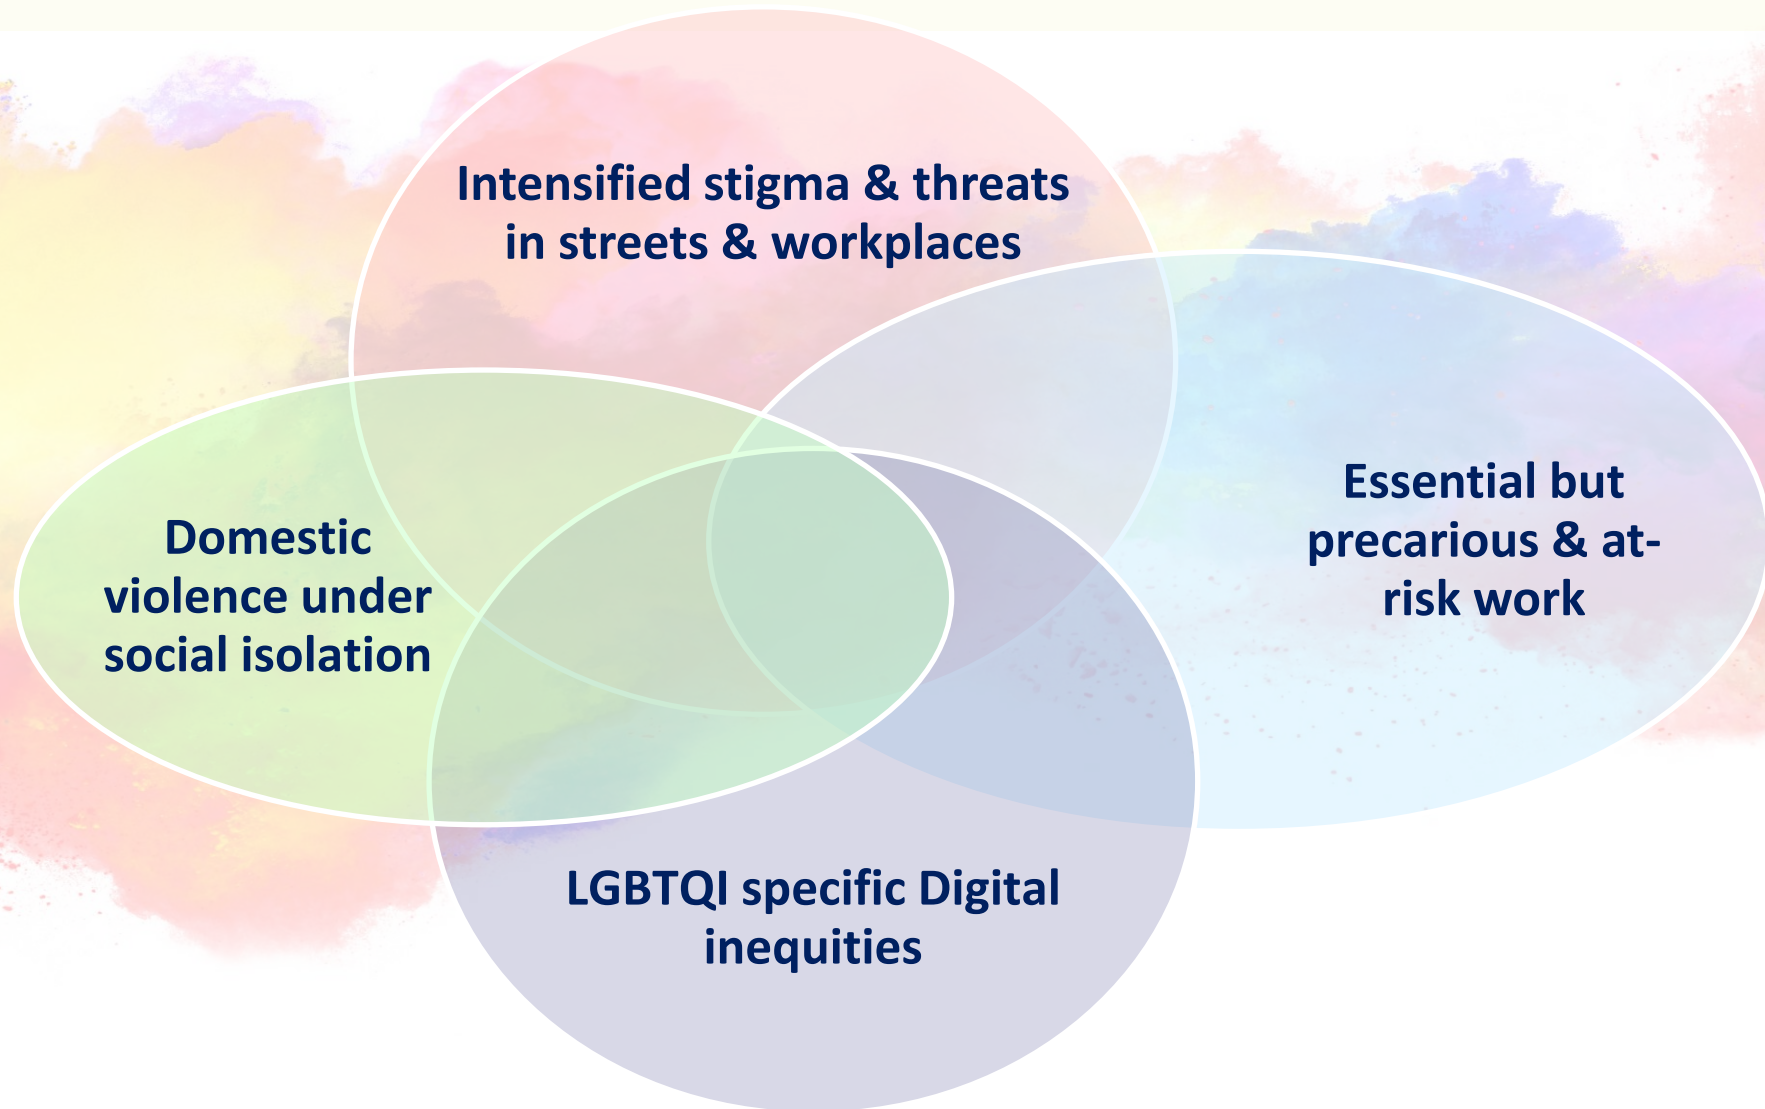 Intensified stigma & threats
in streets & workplaces
Essential but
precarious & at-
risk work
Domestic
violence under
social isolation
LGBTQI specific Digital
inequities